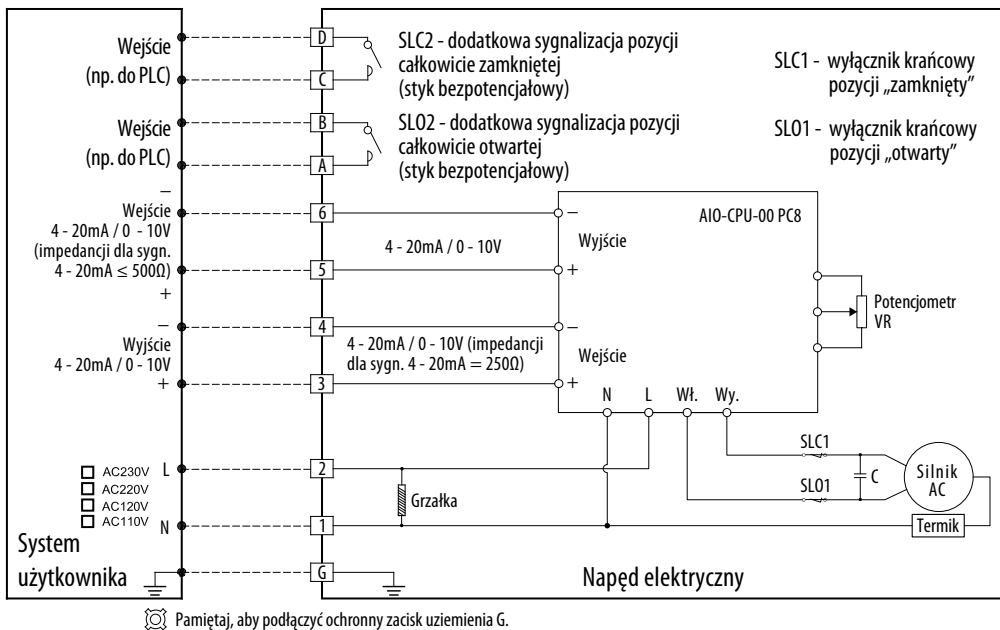 Wejście
(np. do PLC)
Wejście
(np. do PLC)
–
Wejście
4 - 20mA / 0 - 10V
(impedancji dla sygn.
4 - 20mA ≤ 500Ω)
+
–
Wyjście
4 - 20mA / 0 - 10V
+
AC230V
AC220V
AC120V
AC110V
L
N
System
użytkownika
D
C
B
A
6
5
4
3
2
1
G
SLC2 - dodatkowa sygnalizacja pozycji
całkowicie zamkniętej
(styk bezpotencjałowy)
SLO2 - dodatkowa sygnalizacja pozycji
całkowicie otwartej
(styk bezpotencjałowy)
SLC1 - wyłącznik krańcowy
pozycji „zamknięty”
SLO1 - wyłącznik krańcowy
pozycji „otwarty”
4 - 20mA / 0 - 10V
4 - 20mA / 0 - 10V (impedancji
dla sygn. 4 - 20mA = 250Ω)
AIO-CPU-00 PC8
–
Wyjście
+
–
Wejście
+
N L Wł. Wy.
Potencjometr
VR
SLC1
SLO1
C
Silnik
AC
Termik
Grzałka
Napęd elektryczny
Pamiętaj, aby podłączyć ochronny zacisk uziemienia G.